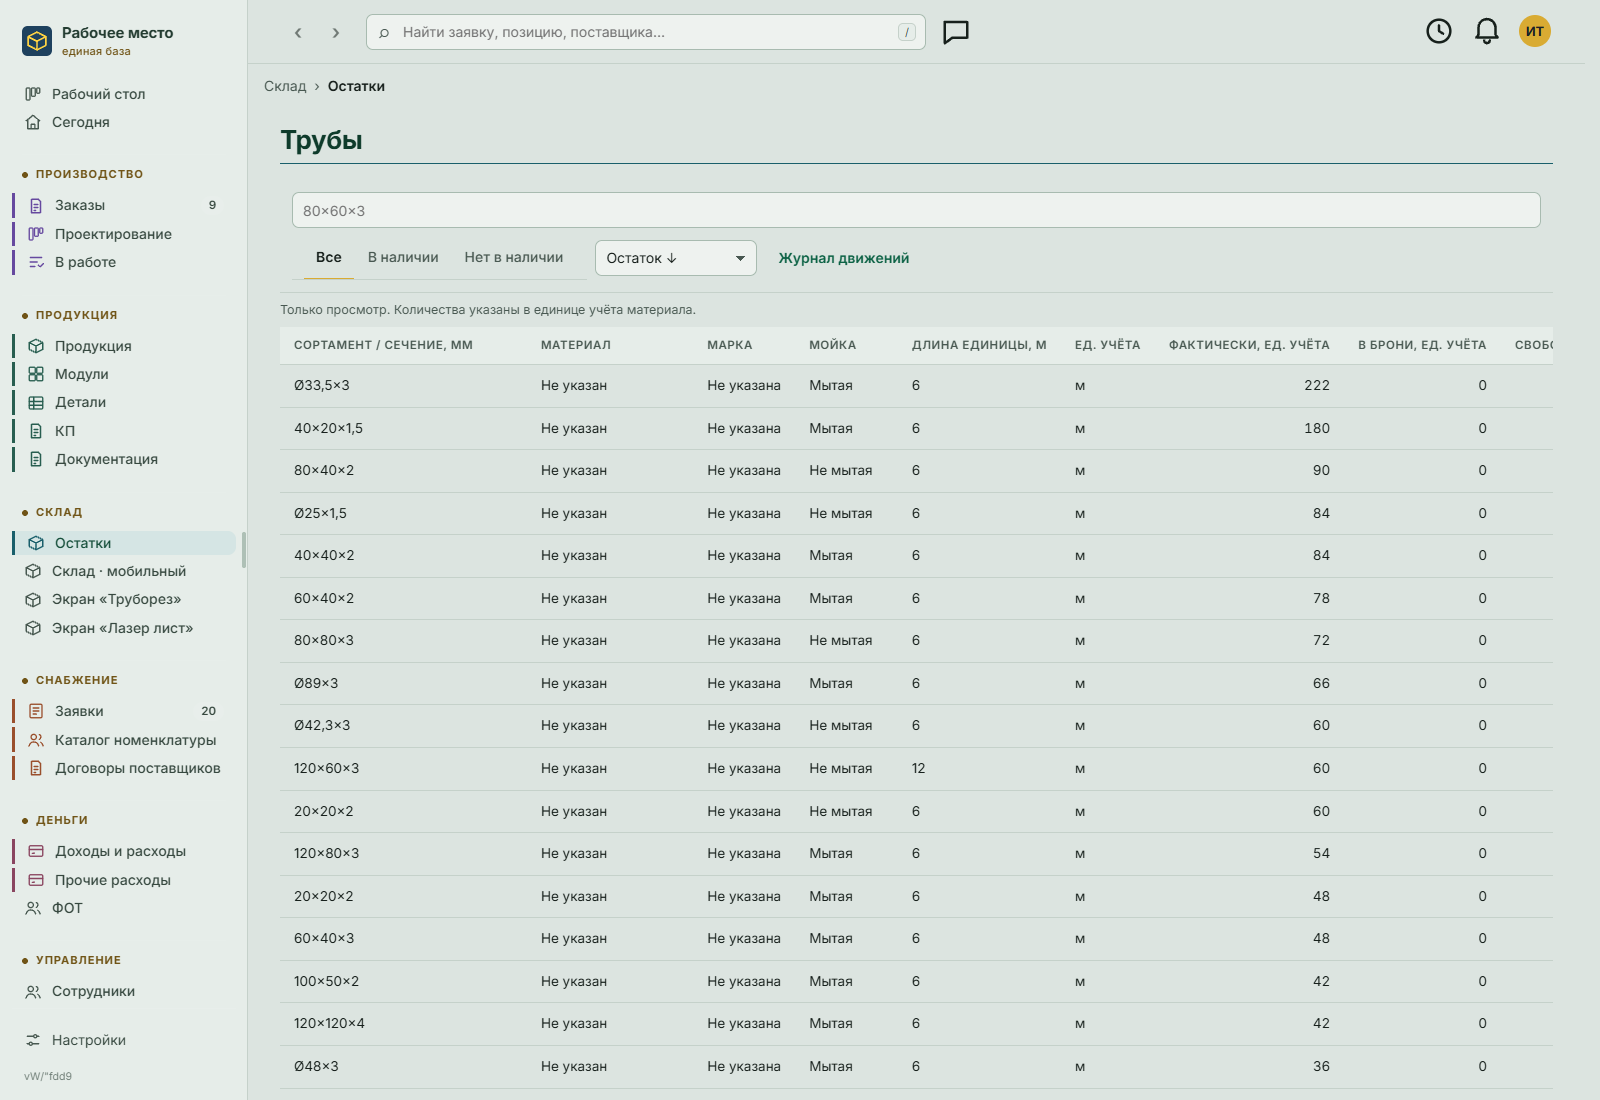 Рабочее место
единая база
Рабочий стол
Сегодня
ПРОИЗВОДСТВО
Заказы 9
Проектирование
В работе
ПРОДУКЦИЯ
Продукция
Модули
Детали
КП
Документация
СКЛАД
Остатки
Склад · мобильный
Экран «Труборез»
Экран «Лазер лист»
СНАБЖЕНИЕ
Заявки 20
Каталог номенклатуры
Договоры поставщиков
ДЕНЬГИ
Доходы и расходы
Прочие расходы
ФОТ
УПРАВЛЕНИЕ
Сотрудники
Настройки
vW/"fdd9
‹ › Найти заявку, позицию, поставщика... / ИТ
Склад › Остатки
Трубы
80×60×3
Все В наличии Нет в наличии Остаток ↓ Журнал движений
Только просмотр. Количества указаны в единице учёта материала.
СОРТАМЕНТ / СЕЧЕНИЕ, ММ МАТЕРИАЛ МАРКА МОЙКА ДЛИНА ЕДИНИЦЫ, М ЕД. УЧЁТА ФАКТИЧЕСКИ, ЕД. УЧЁТА В БРОНИ, ЕД. УЧЁТА
Ø33,5×3 Не указан Не указана Мытая 6 м 222 0
40×20×1,5 Не указан Не указана Мытая 6 м 180 0
80×40×2 Не указан Не указана Не мытая 6 м 90 0
Ø25×1,5 Не указан Не указана Не мытая 6 м 84 0
40×40×2 Не указан Не указана Мытая 6 м 84 0
60×40×2 Не указан Не указана Мытая 6 м 78 0
80×80×3 Не указан Не указана Не мытая 6 м 72 0
Ø89×3 Не указан Не указана Мытая 6 м 66 0
Ø42,3×3 Не указан Не указана Не мытая 6 м 60 0
120×60×3 Не указан Не указана Не мытая 12 м 60 0
20×20×2 Не указан Не указана Не мытая 6 м 60 0
120×80×3 Не указан Не указана Мытая 6 м 54 0
20×20×2 Не указан Не указана Мытая 6 м 48 0
60×40×3 Не указан Не указана Мытая 6 м 48 0
100×50×2 Не указан Не указана Мытая 6 м 42 0
120×120×4 Не указан Не указана Мытая 6 м 42 0
Ø48×3 Не указан Не указана Мытая 6 м 36 0